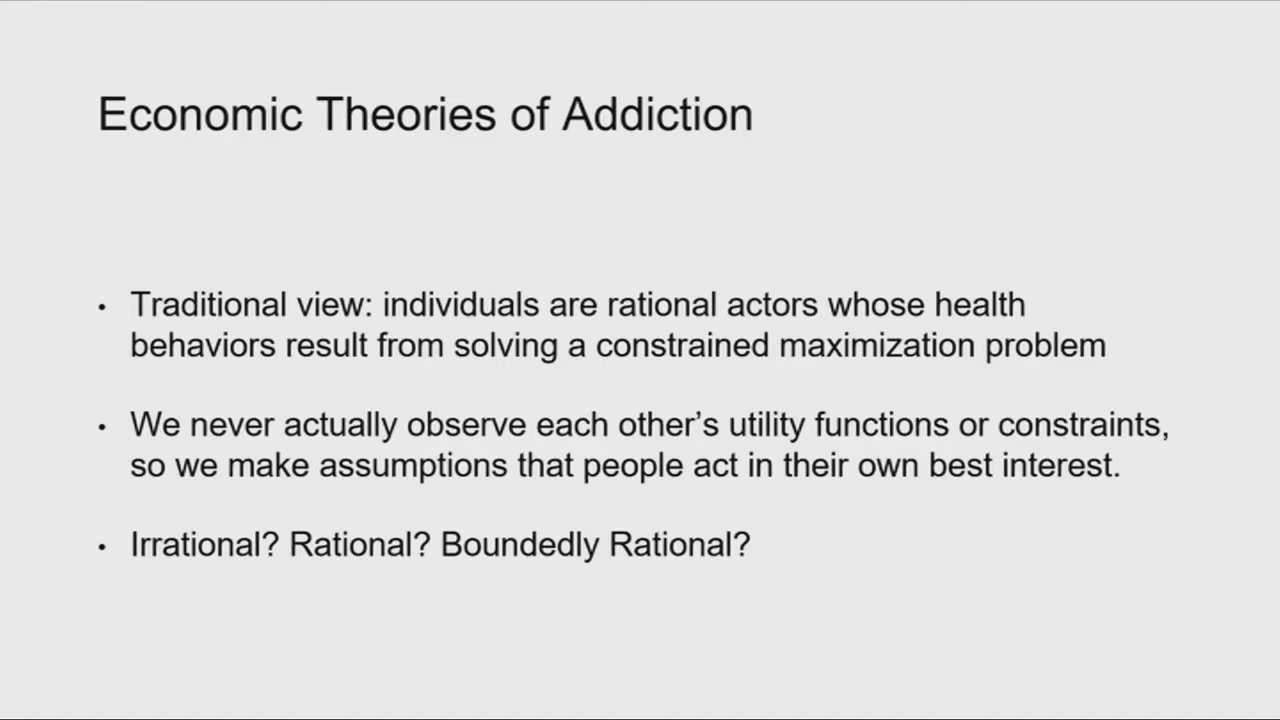 Economic Theories of Addiction
• Traditional view: individuals are rational actors whose health
behaviors result from solving a constrained maximization problem
• We never actually observe each other’s utility functions or constraints,
so we make assumptions that people act in their own best interest.
• Irrational? Rational? Boundedly Rational?